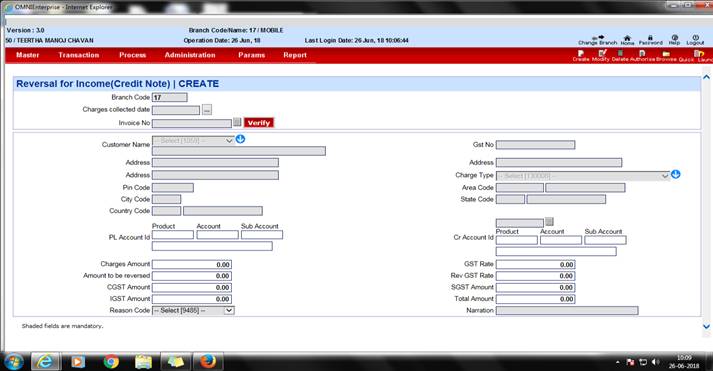 OMNIEnterprise - Internet Explorer
Version : 3.0 Branch Code/Name: 17 / MOBILE
50 / TEERTHA MANOJ CHAVAN Operation Date: 26 Jun, 18 Last Login Date: 26 Jun, 18 10:06:44 Change Branch Home Password Help Logout
Master Transaction Process Administration Params Report Create Modify Delete Authorise Browse Quick Launc
Reversal for Income(Credit Note) | CREATE
Branch Code 17
Charges collected date ...
Invoice No Verify
Customer Name -- Select [1059] -- Gst No
Address Address
Address Charge Type -- Select [130008] --
Pin Code Area Code
City Code State Code
Country Code
Product Account Sub Account Product Account Sub Account
PL Account Id Cr Account Id
Charges Amount 0.00 GST Rate 0.00
Amount to be reversed 0.00 Rev GST Rate 0.00
CGST Amount 0.00 SGST Amount 0.00
IGST Amount 0.00 Total Amount 0.00
Reason Code -- Select [9486] -- Narration
Shaded fields are mandatory.
10:09
26-06-2018